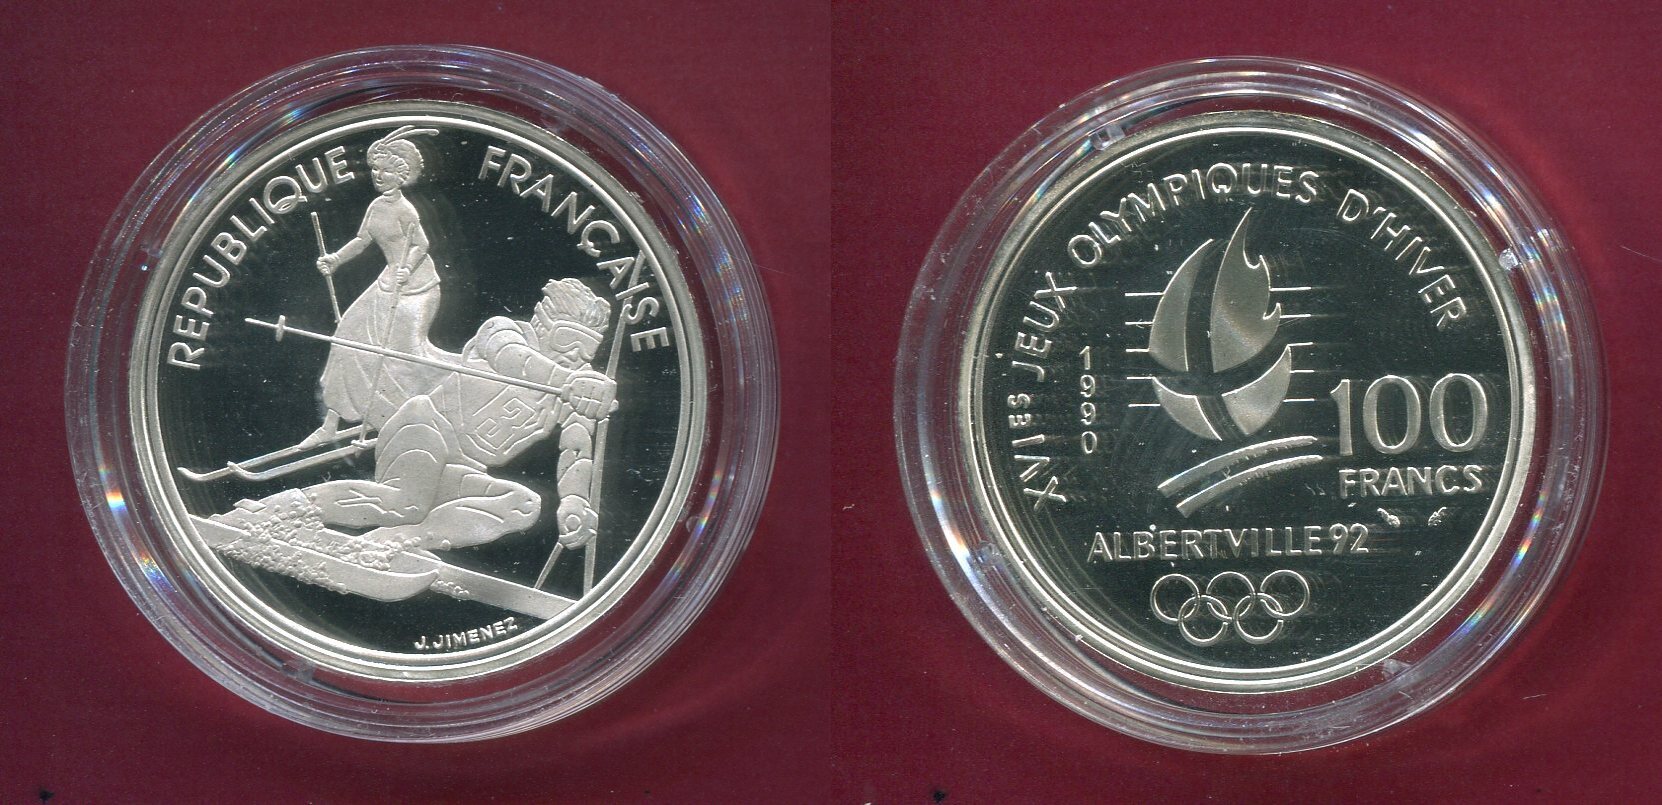 REPUBLIQUE FRANÇAISE
J. JIMENEZ
XVIES JEUX OLYMPIQUES D'HIVER
1990
100
FRANCS
ALBERTVILLE 92